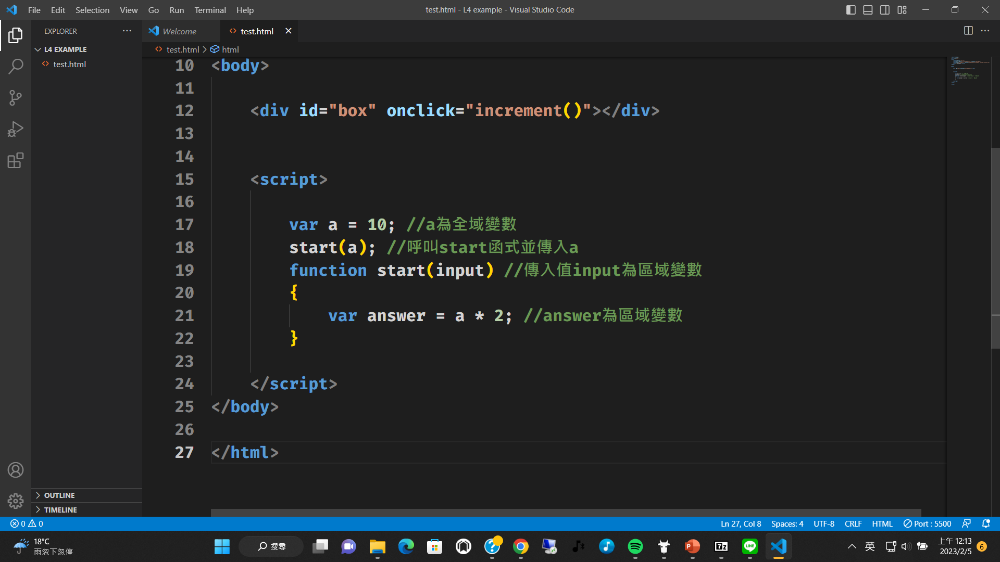 File Edit Selection View Go Run Terminal Help
test.html - L4 example - Visual Studio Code
EXPLORER
L4 EXAMPLE
test.html
OUTLINE
TIMELINE
Welcome
test.html
test.html > html
10 <body>
11
12 <div id="box" onclick="increment()"></div>
13
14
15 <script>
16
17 var a = 10; //a為全域變數
18 start(a); //呼叫start函式並傳入a
19 function start(input) //傳入值input為區域變數
20 {
21 var answer = a * 2; //answer為區域變數
22 }
23
24 </script>
25 </body>
26
27 </html>
0 0
Ln 27, Col 8 Spaces: 4 UTF-8 CRLF HTML Port : 5500
18°C
雨忽下忽停
搜尋
P
7z
LINE
英
上午 12:13
2023/2/5
6